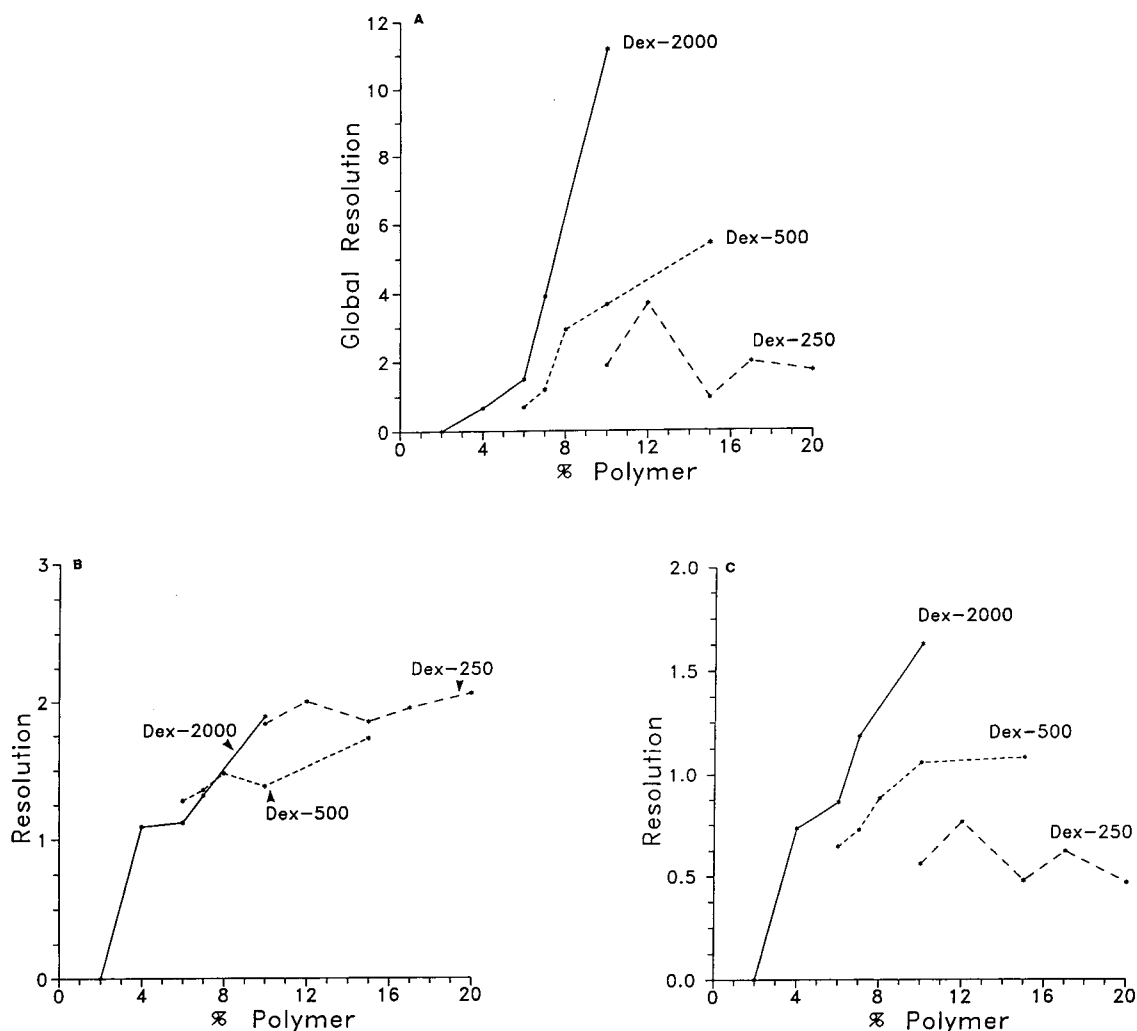 A
12
10
8
6
4
2
0
Global Resolution
Dex-2000
Dex-500
Dex-250
0 4 8 12 16 20
% Polymer
B
3
2
1
0
Resolution
Dex-2000
Dex-250
Dex-500
0 4 8 12 16 20
% Polymer
C
2.0
1.5
1.0
0.5
0.0
Resolution
Dex-2000
Dex-500
Dex-250
0 4 8 12 16 20
% Polymer